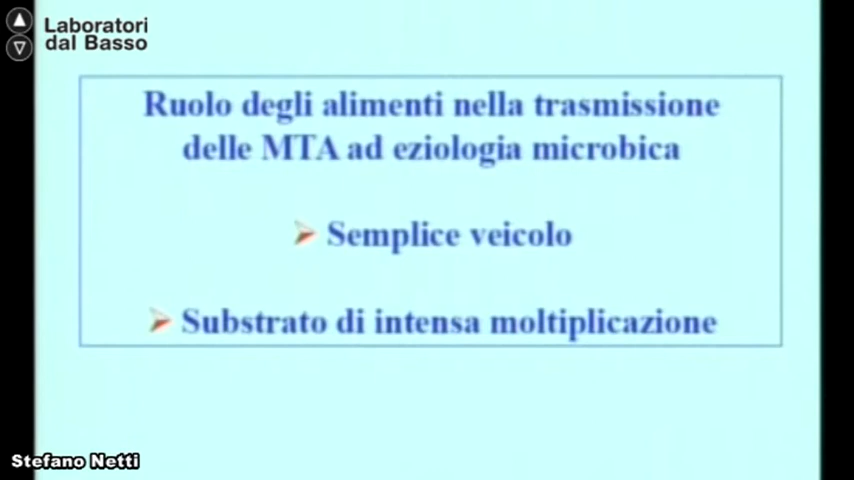 Laboratori
dal Basso
Ruolo degli alimenti nella trasmissione
delle MTA ad eziologia microbica
Semplice veicolo
Substrato di intensa moltiplicazione
Stefano Netti